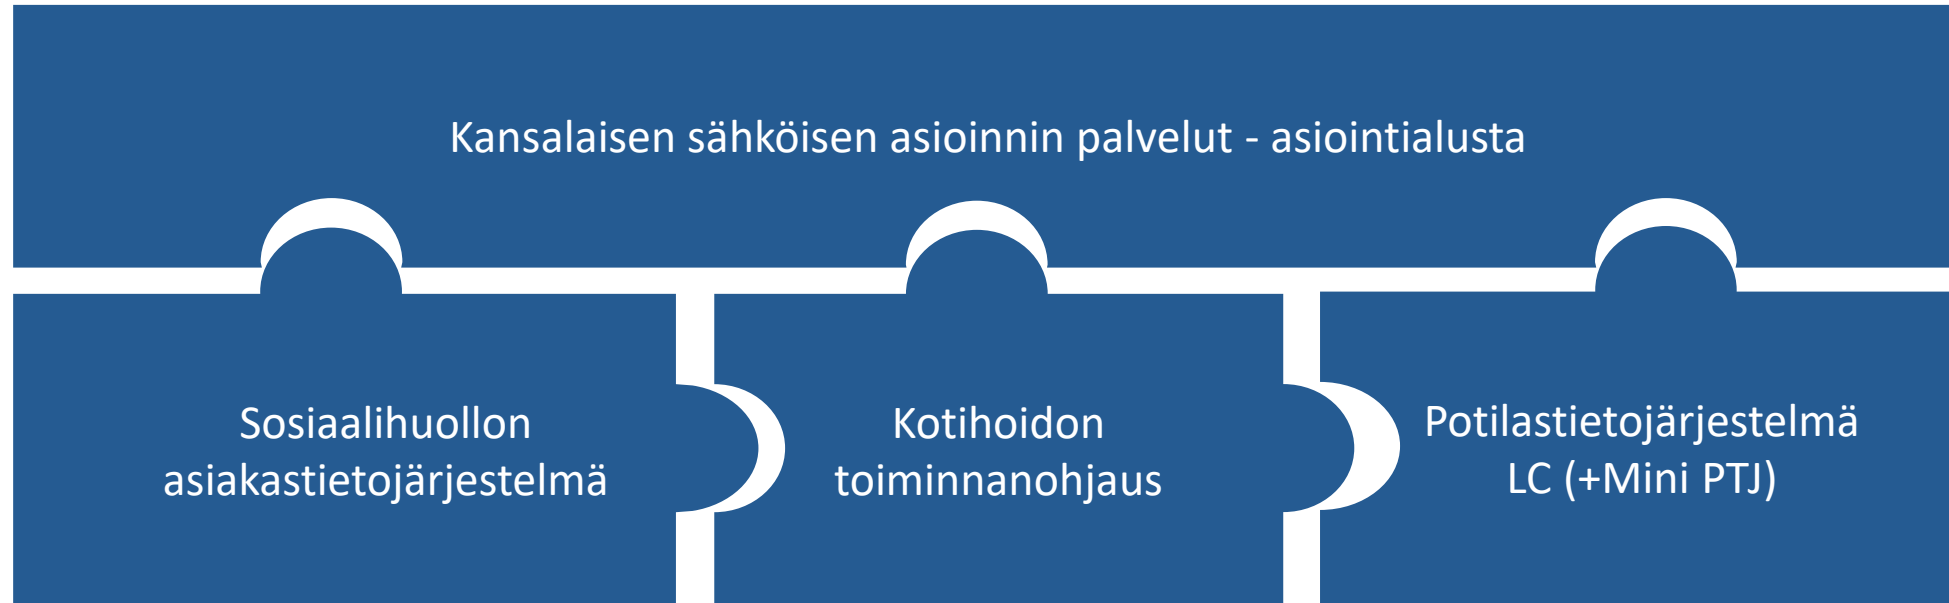 Kansalaisen sähköisen asioinnin palvelut - asiointialusta
Sosiaalihuollon
asiakastietojärjestelmä
Kotihoidon
toiminnanohjaus
Potilastietojärjestelmä
LC (+Mini PTJ)